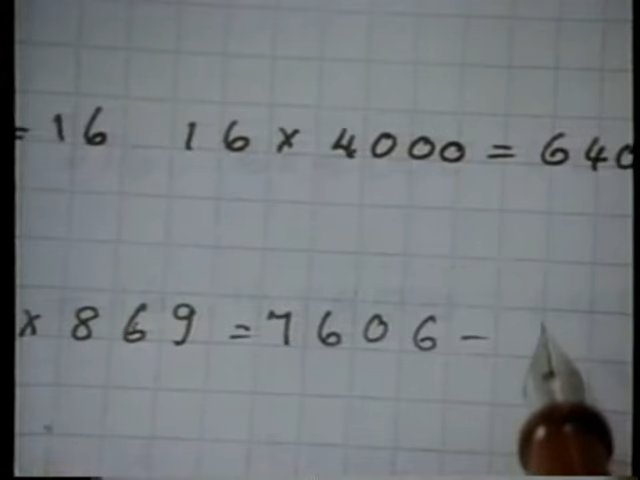 = 16 16 × 4000 = 640
× 869 = 7606 –